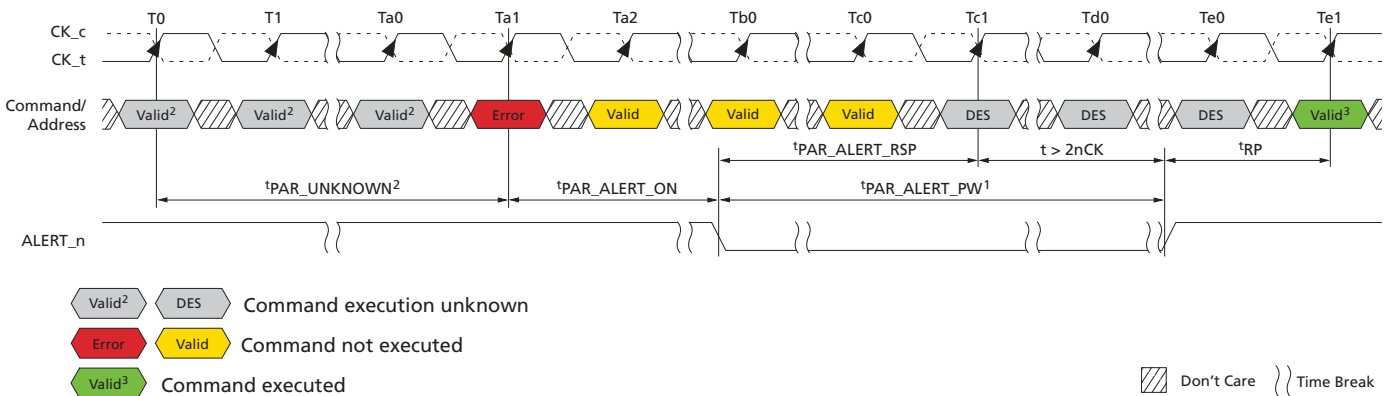 T0 T1 Ta0 Ta1 Ta2 Tb0 Tc0 Tc1 Td0 Te0 Te1
CK_c
CK_t
Command/
Address
Valid² Valid² Valid² Error Valid Valid Valid DES DES DES Valid³
tPAR_ALERT_RSP t > 2nCK tRP
tPAR_UNKNOWN² tPAR_ALERT_ON tPAR_ALERT_PW¹
ALERT_n
Valid² DES Command execution unknown
Error Valid Command not executed
Valid³ Command executed
Don't Care Time Break